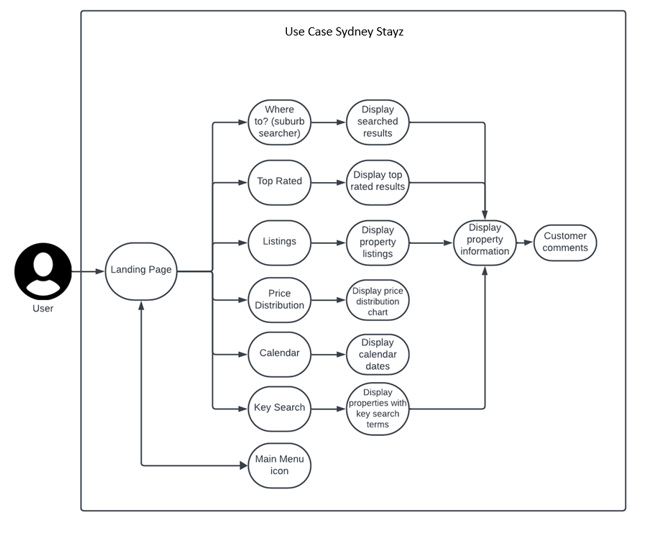 Use Case Sydney Stayz
Where
to? (suburb
searcher)
Display
searched
results
Top Rated
Display top
rated results
Listings
Display
property
listings
Display
property
information
Customer
comments
User
Landing Page
Price
Distribution
Display price
distribution
chart
Calendar
Display
calendar
dates
Key Search
Display
properties with
key search
terms
Main Menu
icon